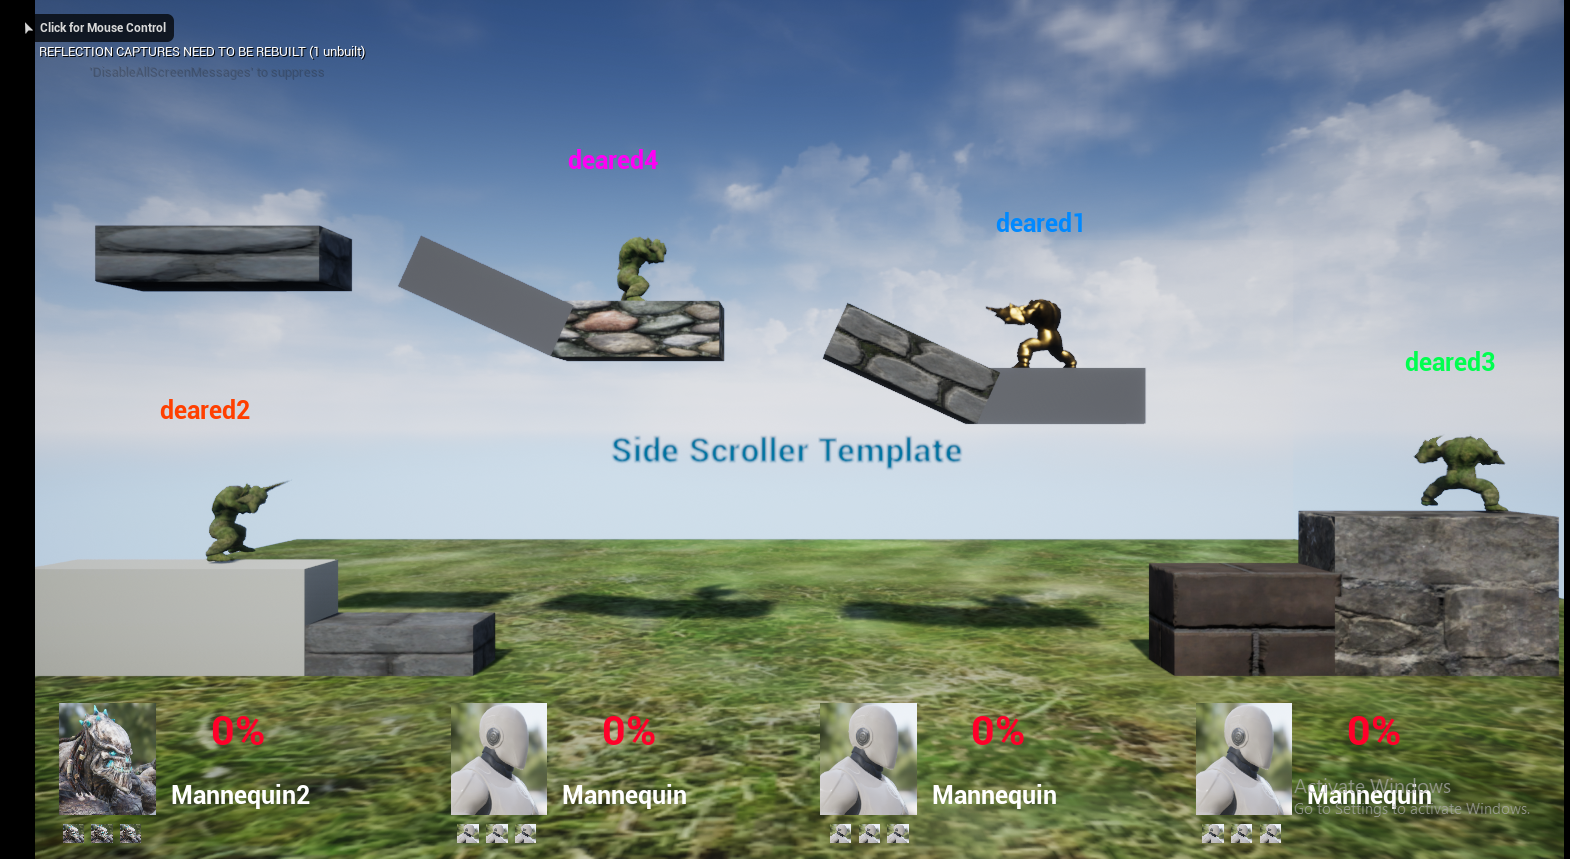 Click for Mouse Control
REFLECTION CAPTURES NEED TO BE REBUILT (1 unbuilt)
'DisableAllScreenMessages' to suppress
deared4
deared1
deared3
deared2
Side Scroller Template
0%
Mannequin2
0%
Mannequin
0%
Mannequin
0%
Mannequin
Activate Windows
Go to Settings to activate Windows.